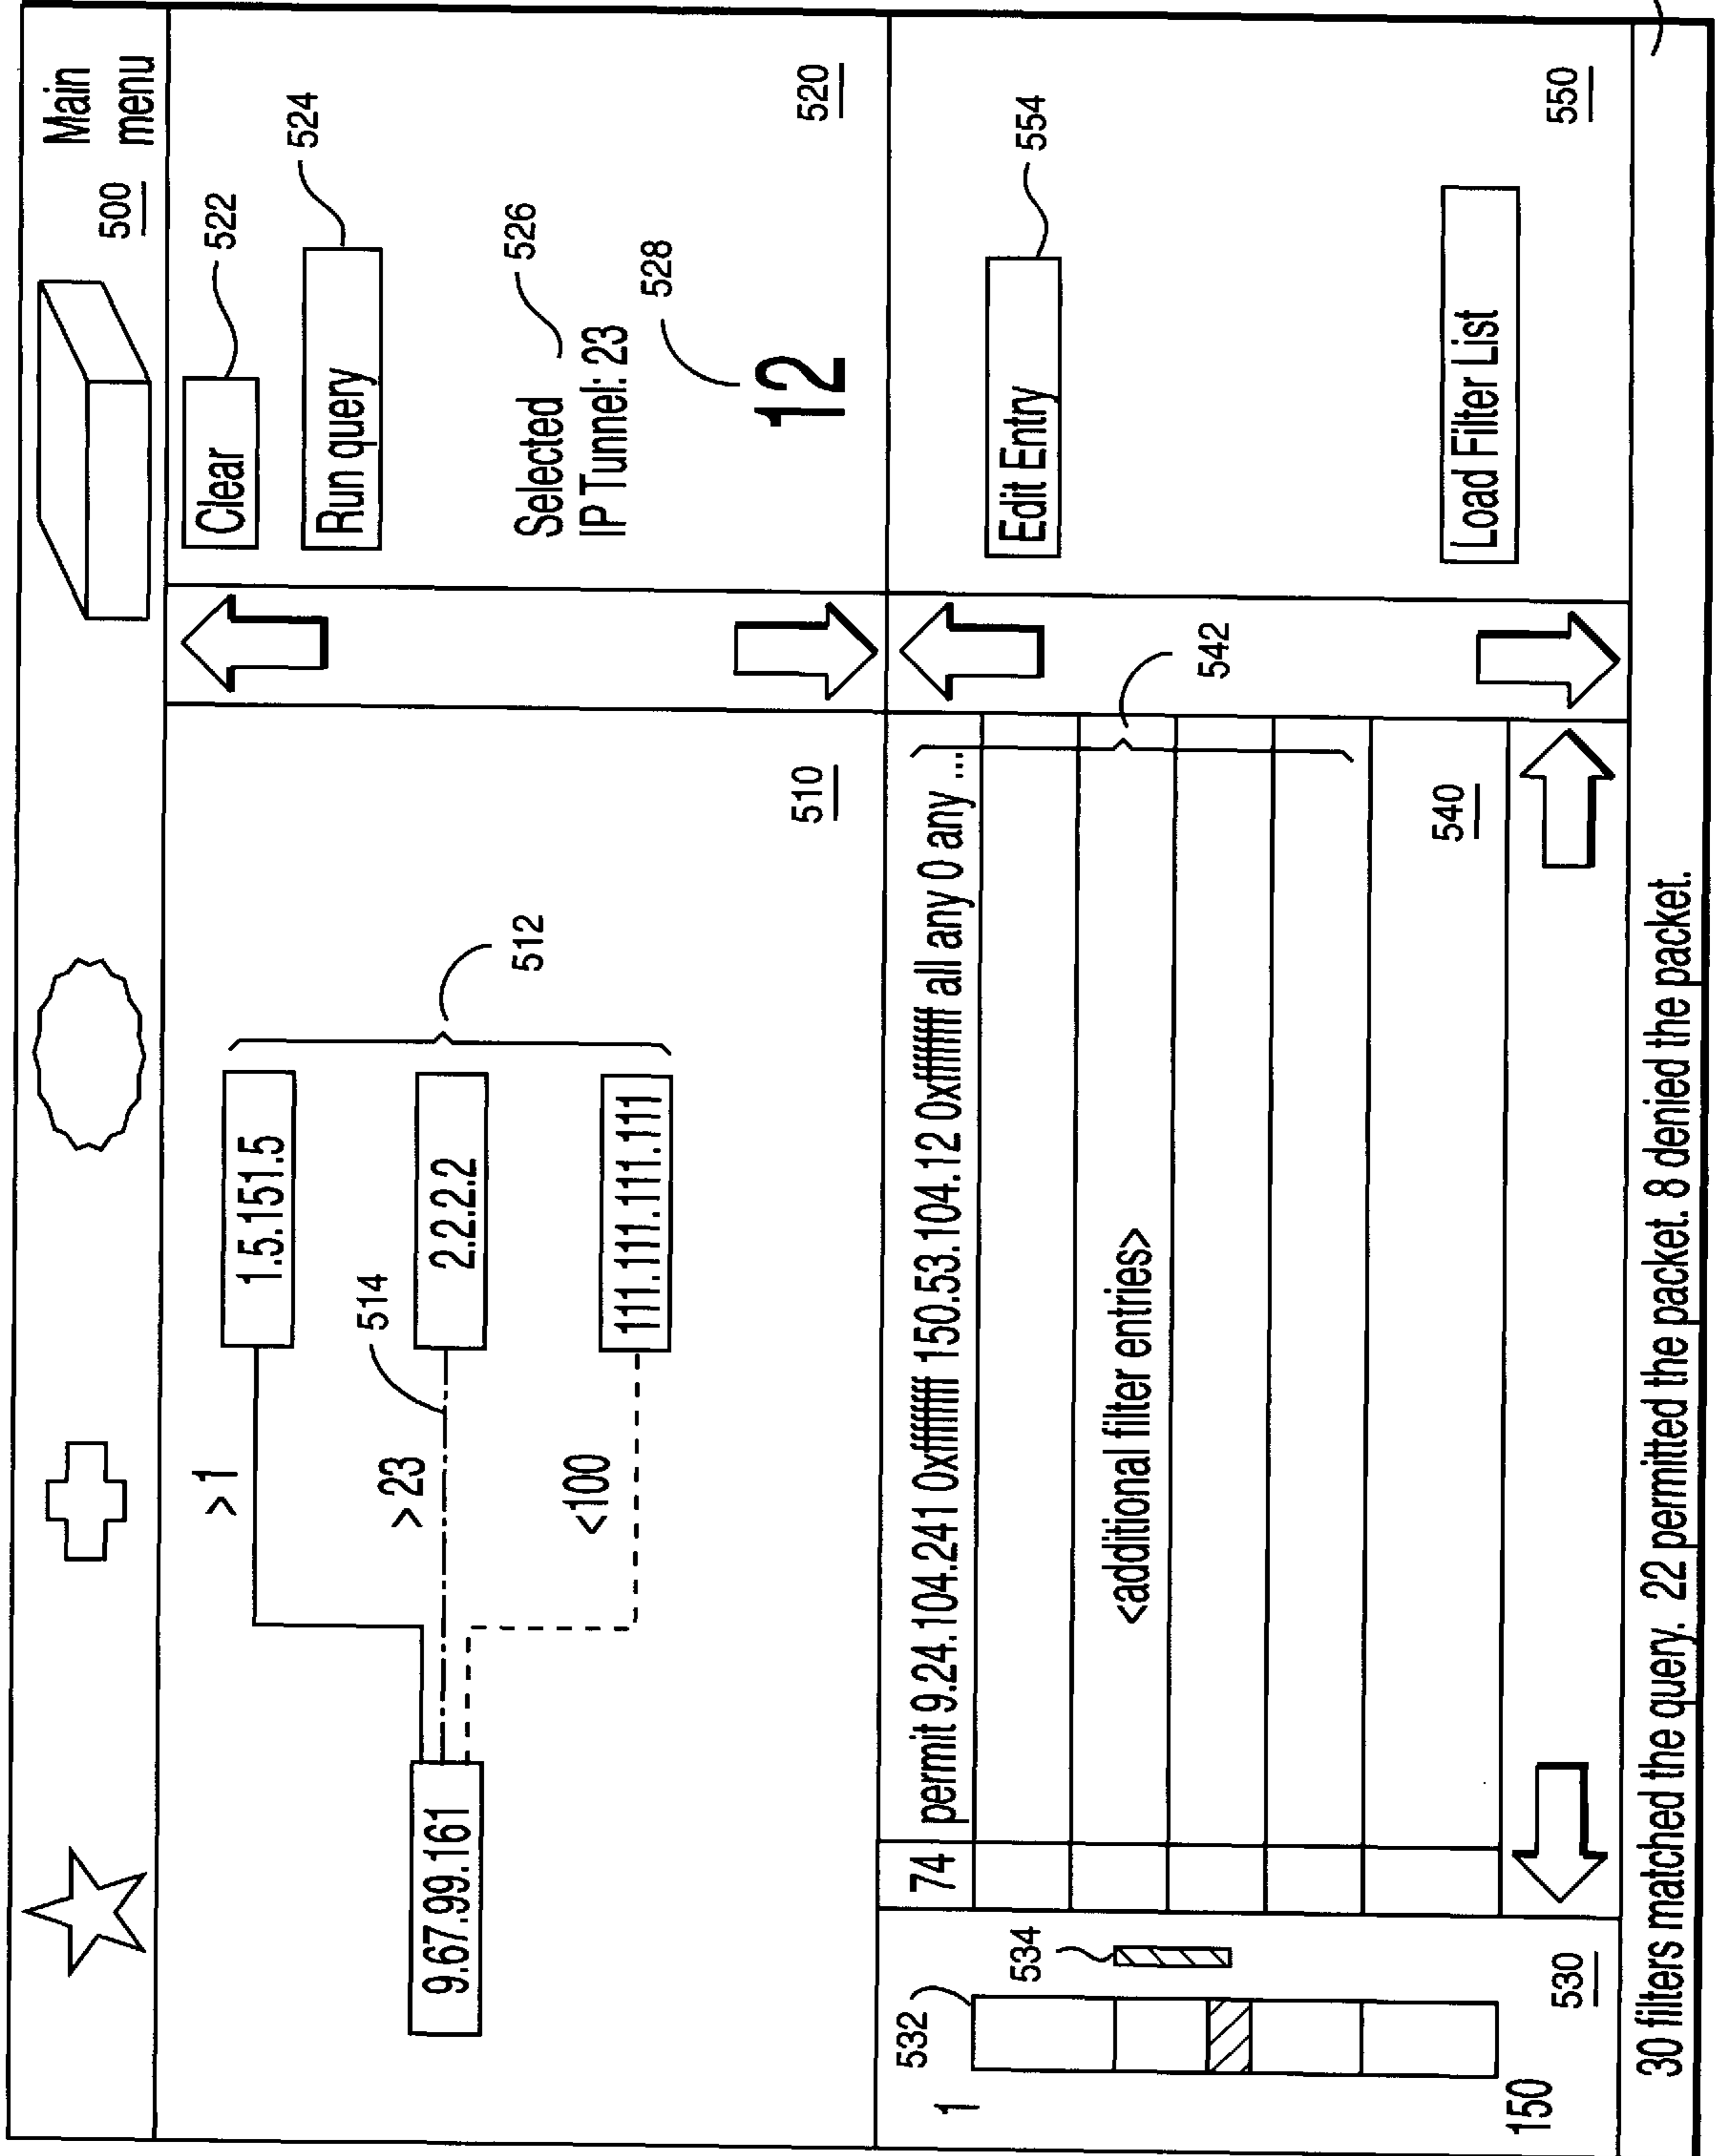 Main
menu
500
Clear
522
Run query
524
Selected
IP Tunnel: 23
526
528
12
520
9.67.99.161
>1
>23
<100
514
1.5.151.5
2.2.2.2
111.111.111.111
512
510
532
534
1
150
530
74
permit 9.24.104.241 0xffffffff 150.53.104.12 0xffffffff all any 0 any ...
<additional filter entries>
540
542
Edit Entry
554
Load Filter List
550
30 filters matched the query. 22 permitted the packet. 8 denied the packet.